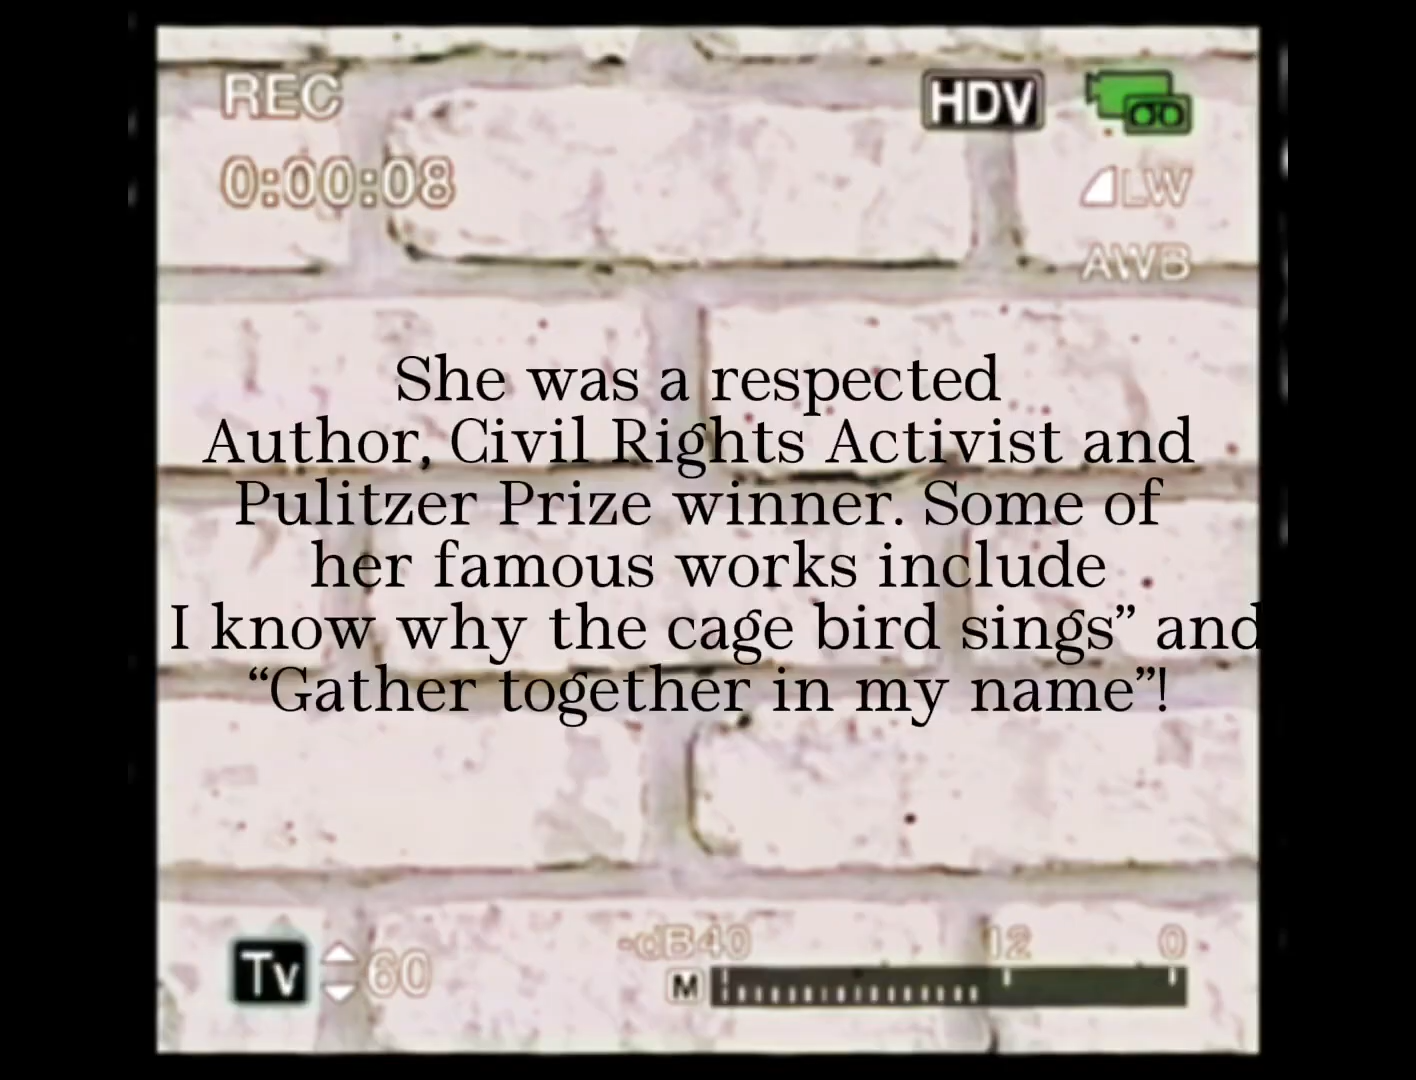 REC
HDV
0:00:08
LW
AWB
She was a respected
Author, Civil Rights Activist and
Pulitzer Prize winner. Some of
her famous works include
I know why the cage bird sings” and
“Gather together in my name”!
-dB40 12 0
Tv 60
M